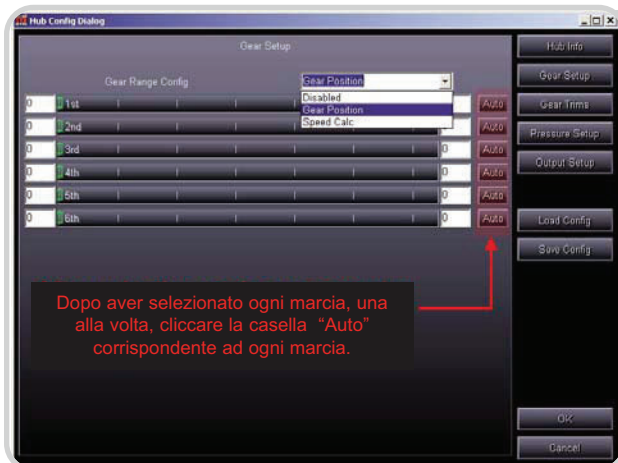 Hub Config Dialog
Gear Setup
Hub Info
Gear Range Config
Gear Position
Gear Setup
Disabled
Gear Position
Speed Calc
0 1st 0 Auto
Gear Trims
0 2nd 0 Auto
Pressure Setup
0 3rd 0 Auto
Output Setup
0 4th 0 Auto
0 5th 0 Auto
0 6th 0 Auto
Load Config
Save Config
Dopo aver selezionato ogni marcia, una
alla volta, cliccare la casella “Auto”
corrispondente ad ogni marcia.
OK
Cancel